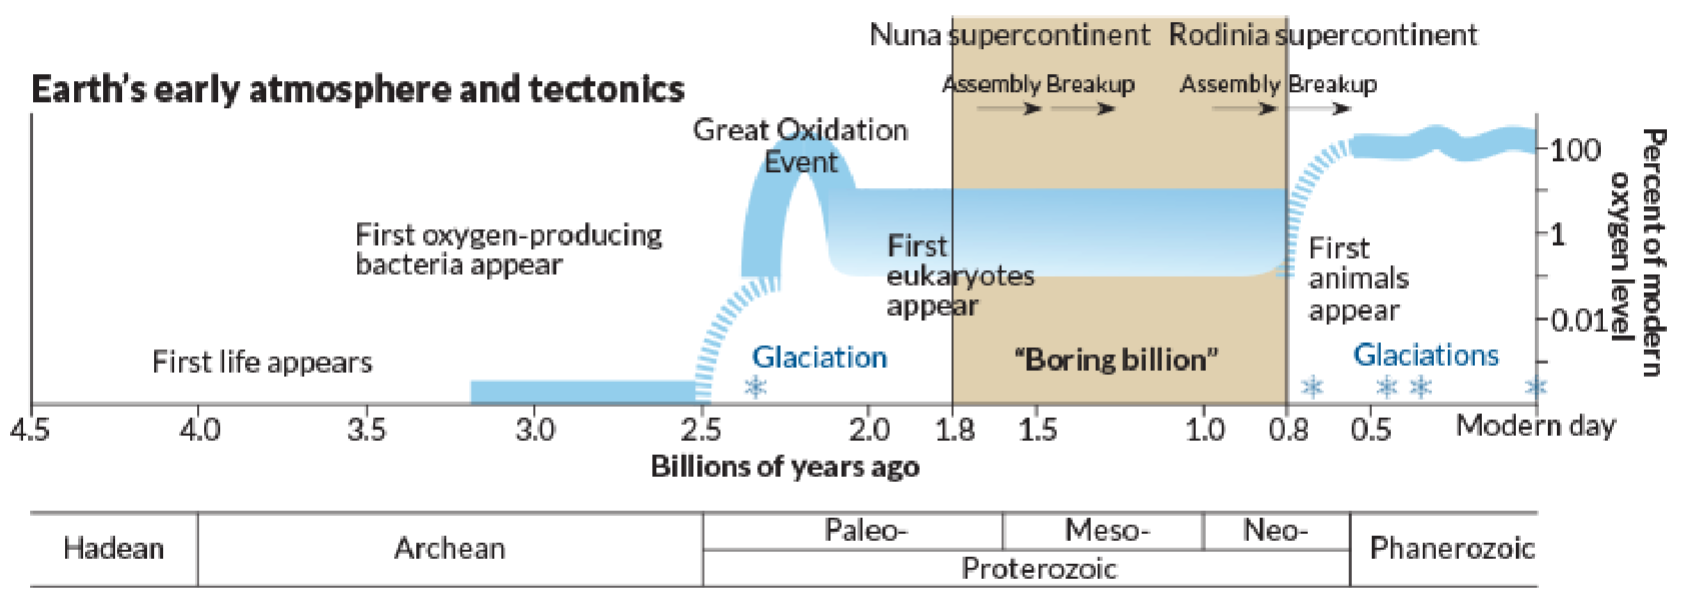 Nuna supercontinent
Rodinia supercontinent
Assembly
Breakup
Assembly
Breakup
Earth’s early atmosphere and tectonics
Great Oxidation
Event
First oxygen-producing
bacteria appear
First life appears
Glaciation
First
eukaryotes
appear
“Boring billion”
First
animals
appear
Glaciations
100
1
0.01
Percent of modern
oxygen level
4.5
4.0
3.5
3.0
2.5
2.0
1.8
1.5
1.0
0.8
0.5
Modern day
Billions of years ago
Hadean
Archean
Paleo-
Meso-
Neo-
Proterozoic
Phanerozoic